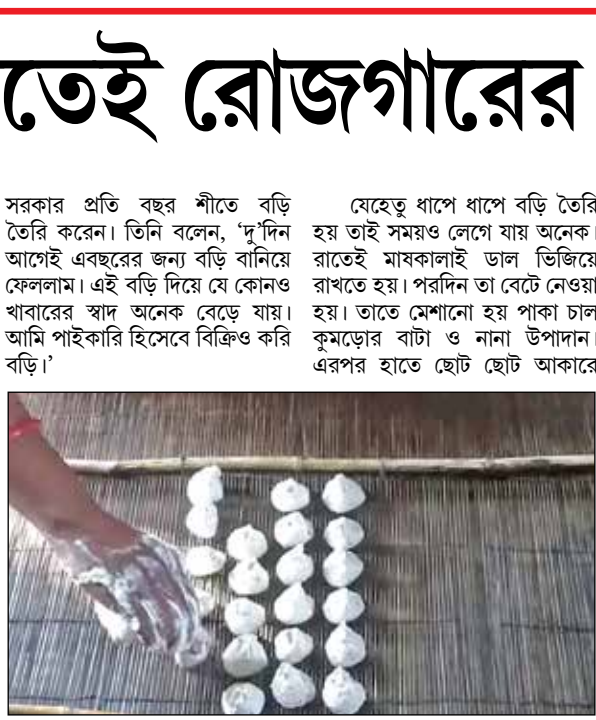 তেই রোজগারের
সরকার প্রতি বছর শীতে বড়ি
তৈরি করেন। তিনি বলেন, ‘দু’দিন
আগেই এবছরের জন্য বড়ি বানিয়ে
ফেললাম। এই বড়ি দিয়ে যে কোনও
খাবারের স্বাদ অনেক বেড়ে যায়।
আমি পাইকারি হিসেবে বিক্রিও করি
বড়ি।’
যেহেতু ধাপে ধাপে বড়ি তৈরি
হয় তাই সময়ও লেগে যায় অনেক।
রাতেই মাষকালাই ডাল ভিজিয়ে
রাখতে হয়। পরদিন তা বেটে নেওয়া
হয়। তাতে মেশানো হয় পাকা চাল
কুমড়োর বাটা ও নানা উপাদান।
এরপর হাতে ছোট ছোট আকারে